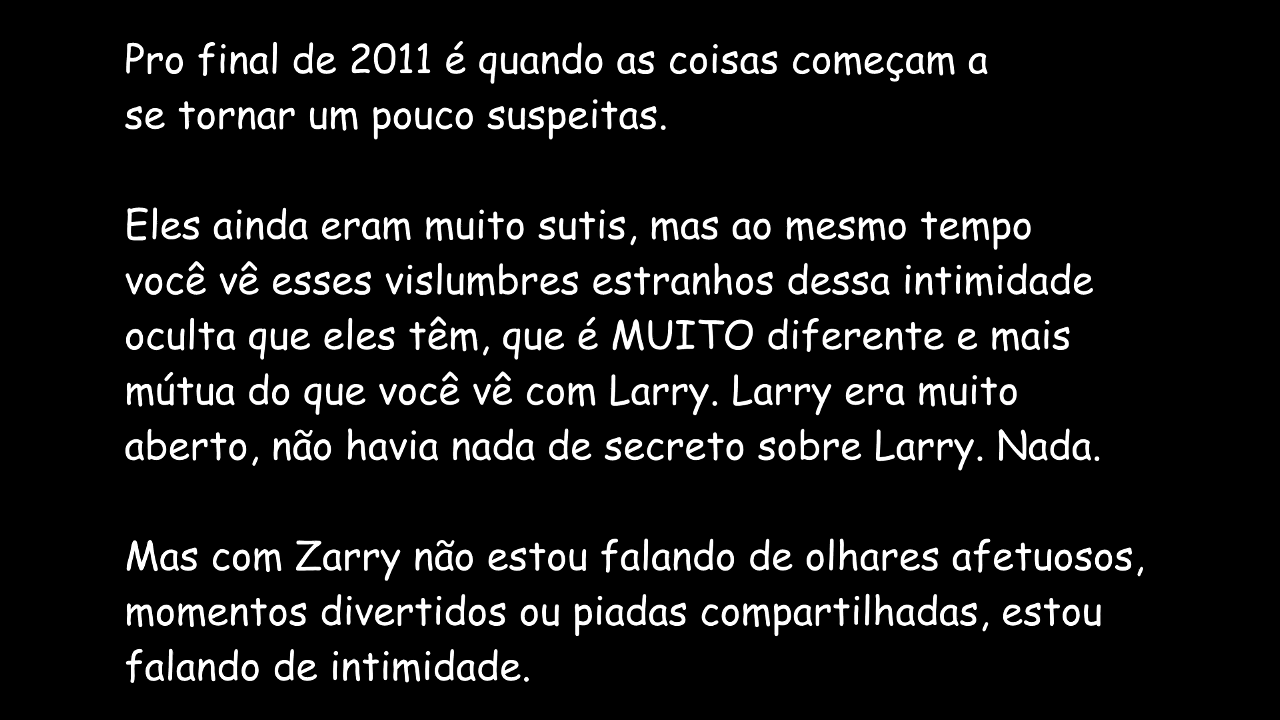 Pro final de 2011 é quando as coisas começam a
se tornar um pouco suspeitas.
Eles ainda eram muito sutis, mas ao mesmo tempo
você vê esses vislumbres estranhos dessa intimidade
oculta que eles têm, que é MUITO diferente e mais
mútua do que você vê com Larry. Larry era muito
aberto, não havia nada de secreto sobre Larry. Nada.
Mas com Zarry não estou falando de olhares afetuosos,
momentos divertidos ou piadas compartilhadas, estou
falando de intimidade.